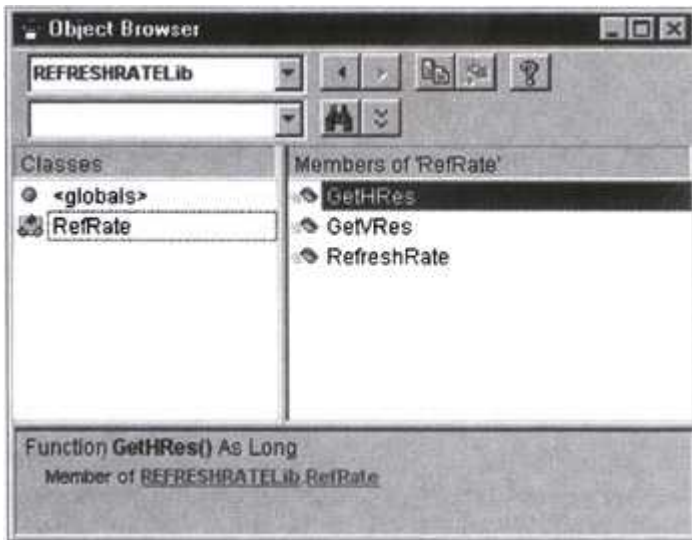 Object Browser
REFRESHRATELib
Classes
Members of 'RefRate'
<globals>
RefRate
GetHRes
GetVRes
RefreshRate
Function GetHRes() As Long
Member of REFRESHRATELib.RefRate